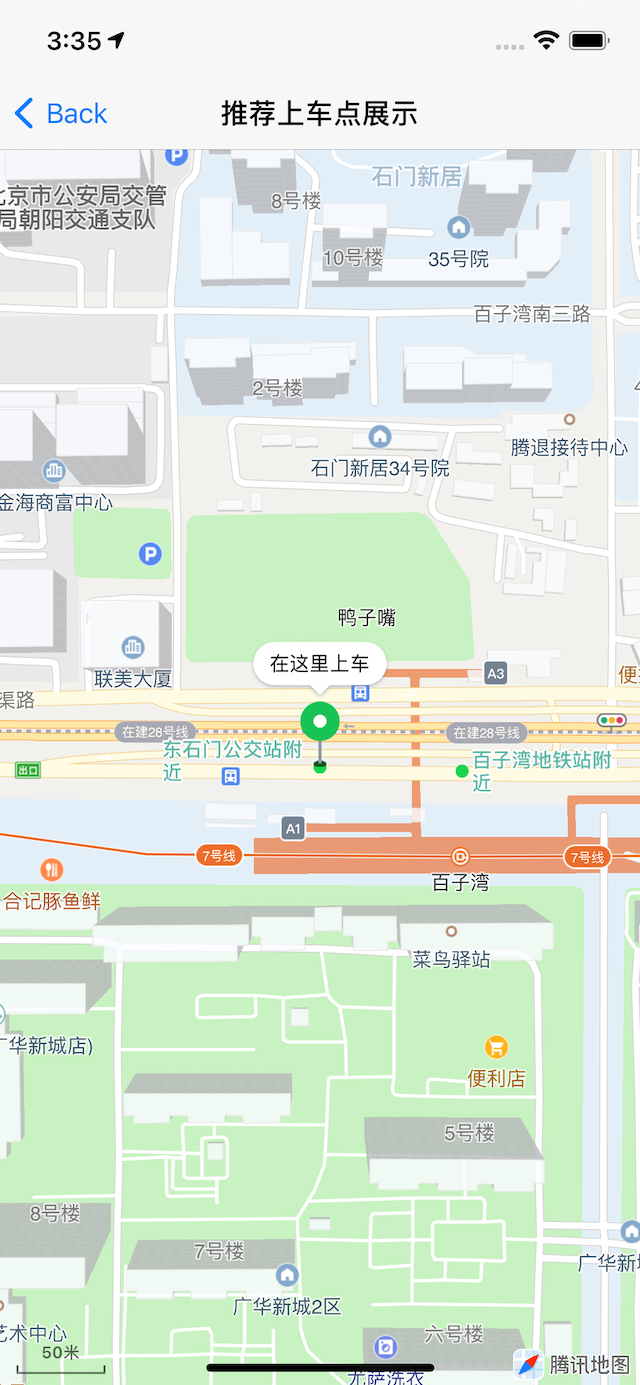 3:35
Back
推荐上车点展示
P
石门新居
北京市公安局交管
局朝阳交通支队
8号楼
10号楼
35号院
百子湾南三路
2号楼
腾退接待中心
石门新居34号院
金海商富中心
P
鸭子嘴
在这里上车
联美大厦
A3
便
渠路
在建28号线
在建28号线
东石门公交站附
近
百子湾地铁站附
近
出口
A1
7号线
7号线
百子湾
合记豚鱼鲜
菜鸟驿站
广华新城店)
便利店
5号楼
8号楼
7号楼
广华新城2区
广华新
艺术中心
50米
六号楼
尤萨洗衣
腾讯地图